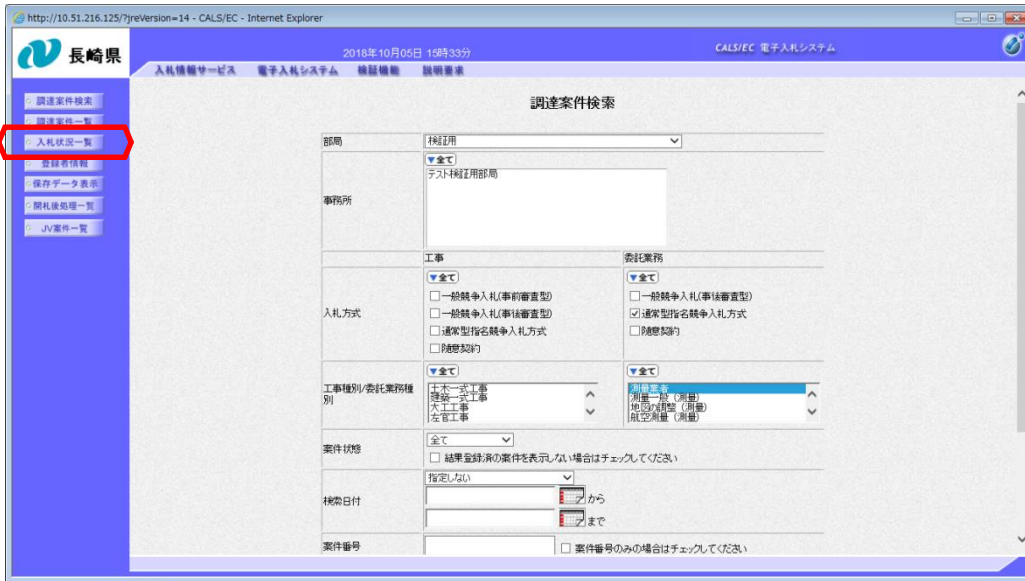 http://10.51.216.125/?jreVersion=14 - CALS/EC - Internet Explorer
長崎県
2018年10月05日 15時33分
CALS/EC 電子入札システム
入札情報サービス 電子入札システム 検証機能 説明要求
調達案件検索
調達案件一覧
入札状況一覧
登録者情報
保存データ表示
開札後処理一覧
JV案件一覧
調達案件検索
部局 検証用
事務所
▼全て
テスト検証用部局
工事 委託業務
入札方式
▼全て ▼全て
一般競争入札(事前審査型) 一般競争入札(事後審査型)
一般競争入札(事後審査型) 通常型指名競争入札方式
通常型指名競争入札方式 随意契約
随意契約
工事種別/委託業務種別
▼全て ▼全て
土木一式工事 測量業者
建築一式工事 測量一般(測量)
大工工事 地図の調整(測量)
左官工事 航空測量(測量)
案件状態 全て
結果登録済の案件を表示しない場合はチェックしてください
検索日付 指定しない
から
まで
案件番号 案件番号のみの場合はチェックしてください